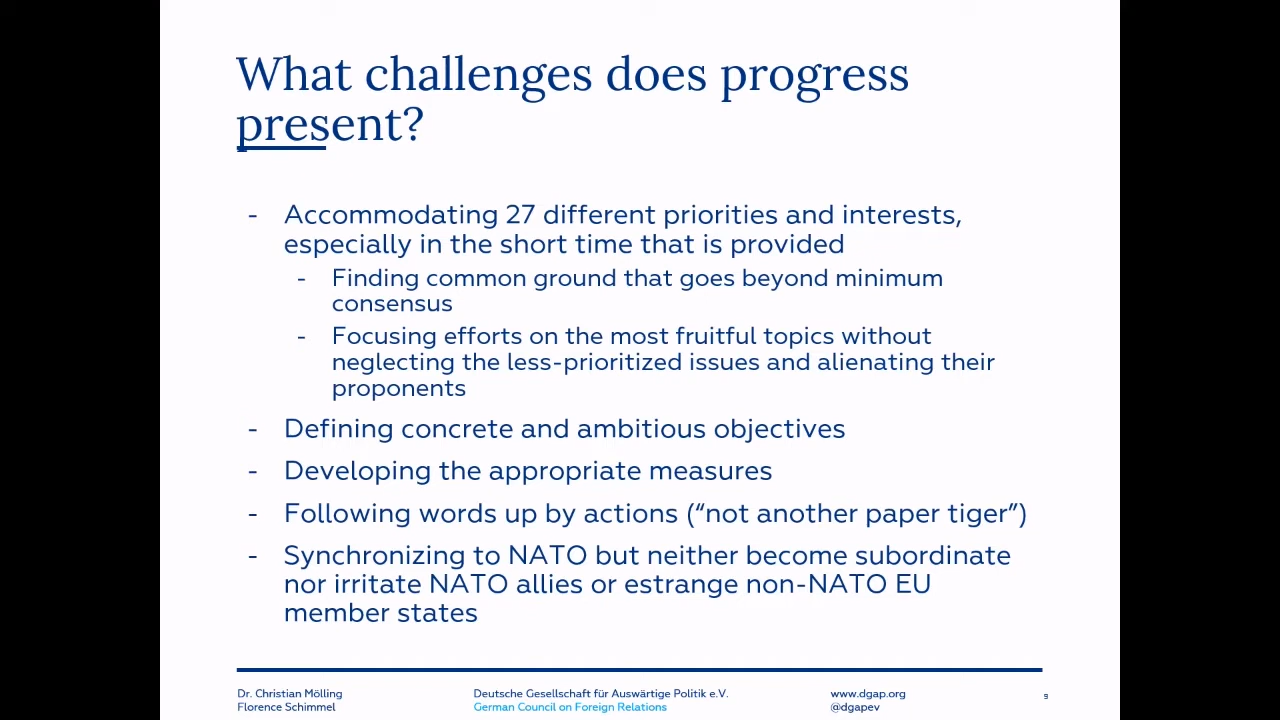 What challenges does progress
present?
- Accommodating 27 different priorities and interests,
especially in the short time that is provided
- Finding common ground that goes beyond minimum
consensus
- Focusing efforts on the most fruitful topics without
neglecting the less-prioritized issues and alienating their
proponents
- Defining concrete and ambitious objectives
- Developing the appropriate measures
- Following words up by actions (“not another paper tiger”)
- Synchronizing to NATO but neither become subordinate
nor irritate NATO allies or estrange non-NATO EU
member states
Dr. Christian Mölling
Florence Schimmel
Deutsche Gesellschaft für Auswärtige Politik e.V.
German Council on Foreign Relations
www.dgap.org
@dgapev